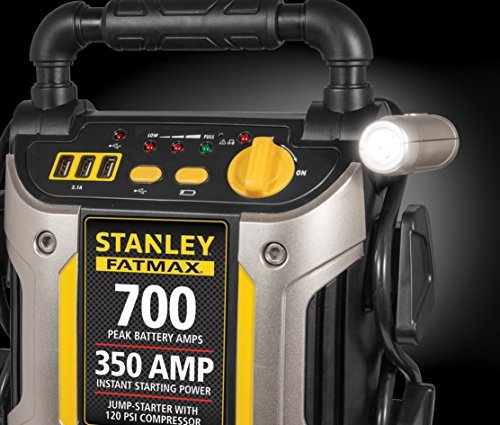 LOW
FULL
3.1A
ON
STANLEY
FATMAX.
700
PEAK BATTERY AMPS
350 AMP
INSTANT STARTING POWER
JUMP-STARTER WITH
120 PSI COMPRESSOR